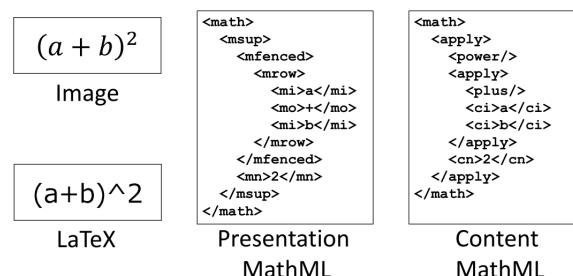 (a + b)²
Image
(a+b)^2
LaTeX
<math>
<msup>
<mfenced>
<mrow>
<mi>a</mi>
<mo>+</mo>
<mi>b</mi>
</mrow>
</mfenced>
<mn>2</mn>
</msup>
</math>
Presentation
MathML
<math>
<apply>
<power/>
<apply>
<plus/>
<ci>a</ci>
<ci>b</ci>
</apply>
<cn>2</cn>
</apply>
</math>
Content
MathML